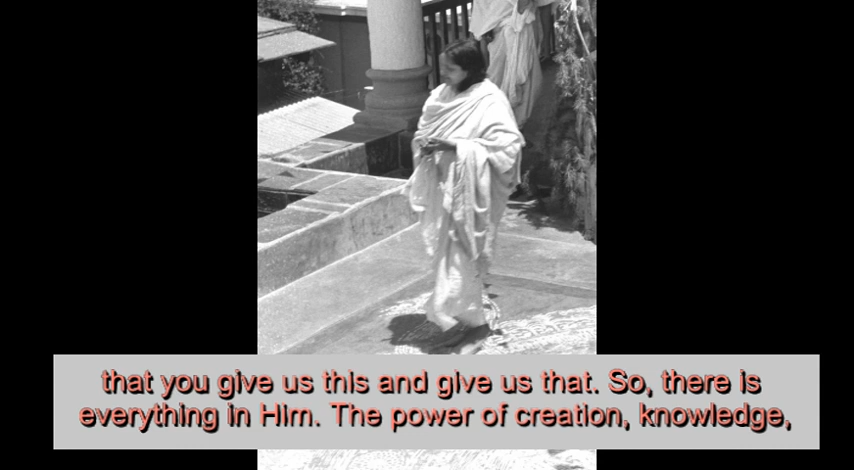 that you give us this and give us that. So, there is
everything in Him. The power of creation, knowledge,